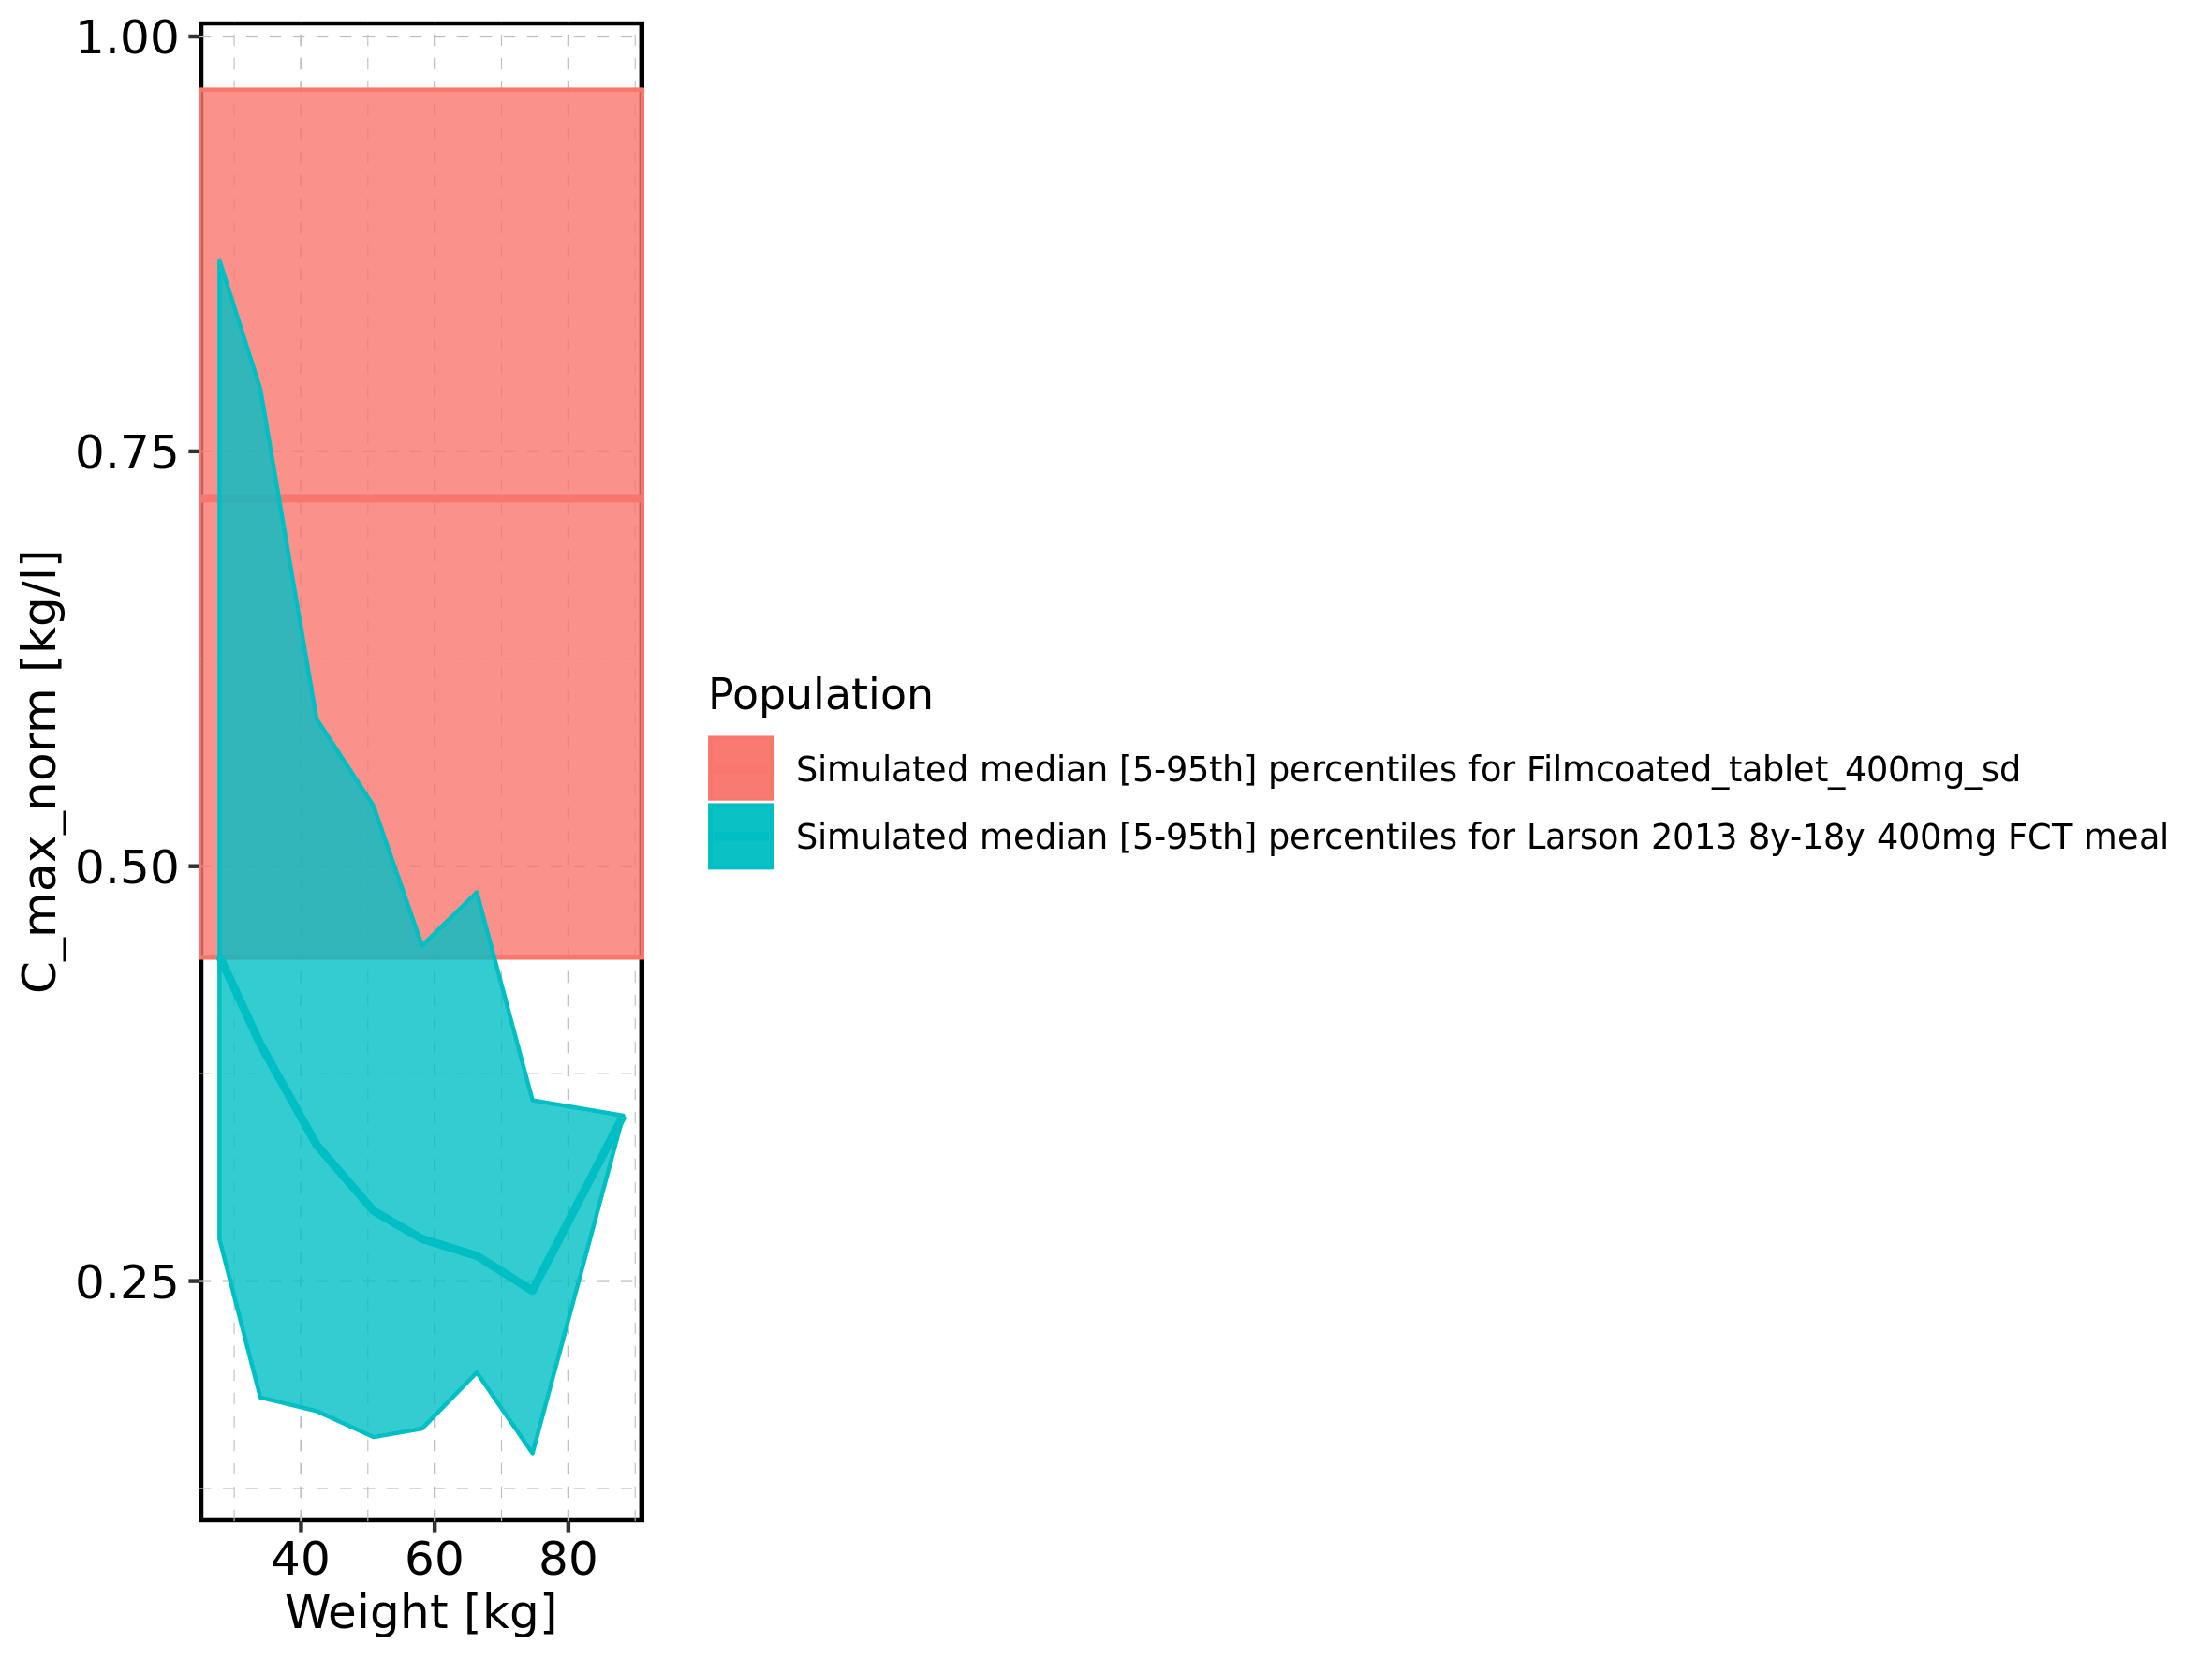 1.00
0.75
0.50
0.25
C_max_norm [kg/l]
40 60 80
Weight [kg]
Population
Simulated median [5-95th] percentiles for Filmcoated_tablet_400mg_sd
Simulated median [5-95th] percentiles for Larson 2013 8y-18y 400mg FCT meal